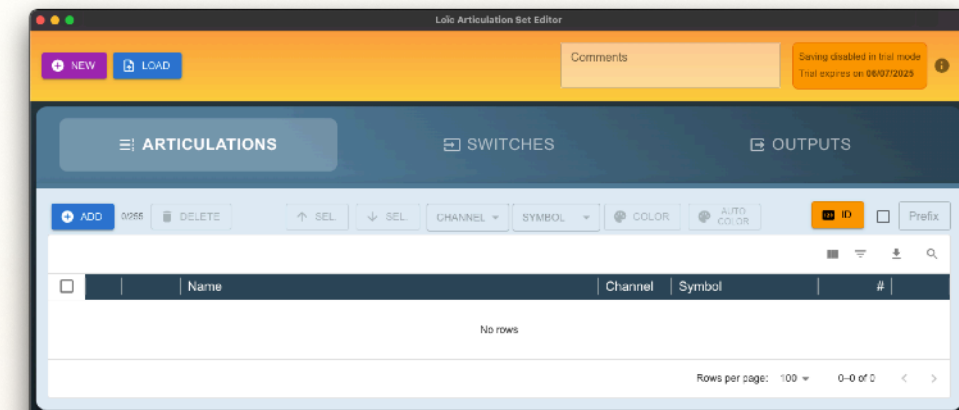 Loïc Articulation Set Editor
NEW
LOAD
Comments
Saving disabled in trial mode
Trial expires on 06/07/2025
ARTICULATIONS
SWITCHES
OUTPUTS
ADD
0/255
DELETE
SEL.
SEL.
CHANNEL
SYMBOL
COLOR
AUTO COLOR
ID
Prefix
Name
Channel
Symbol
#
No rows
Rows per page:
100
0–0 of 0